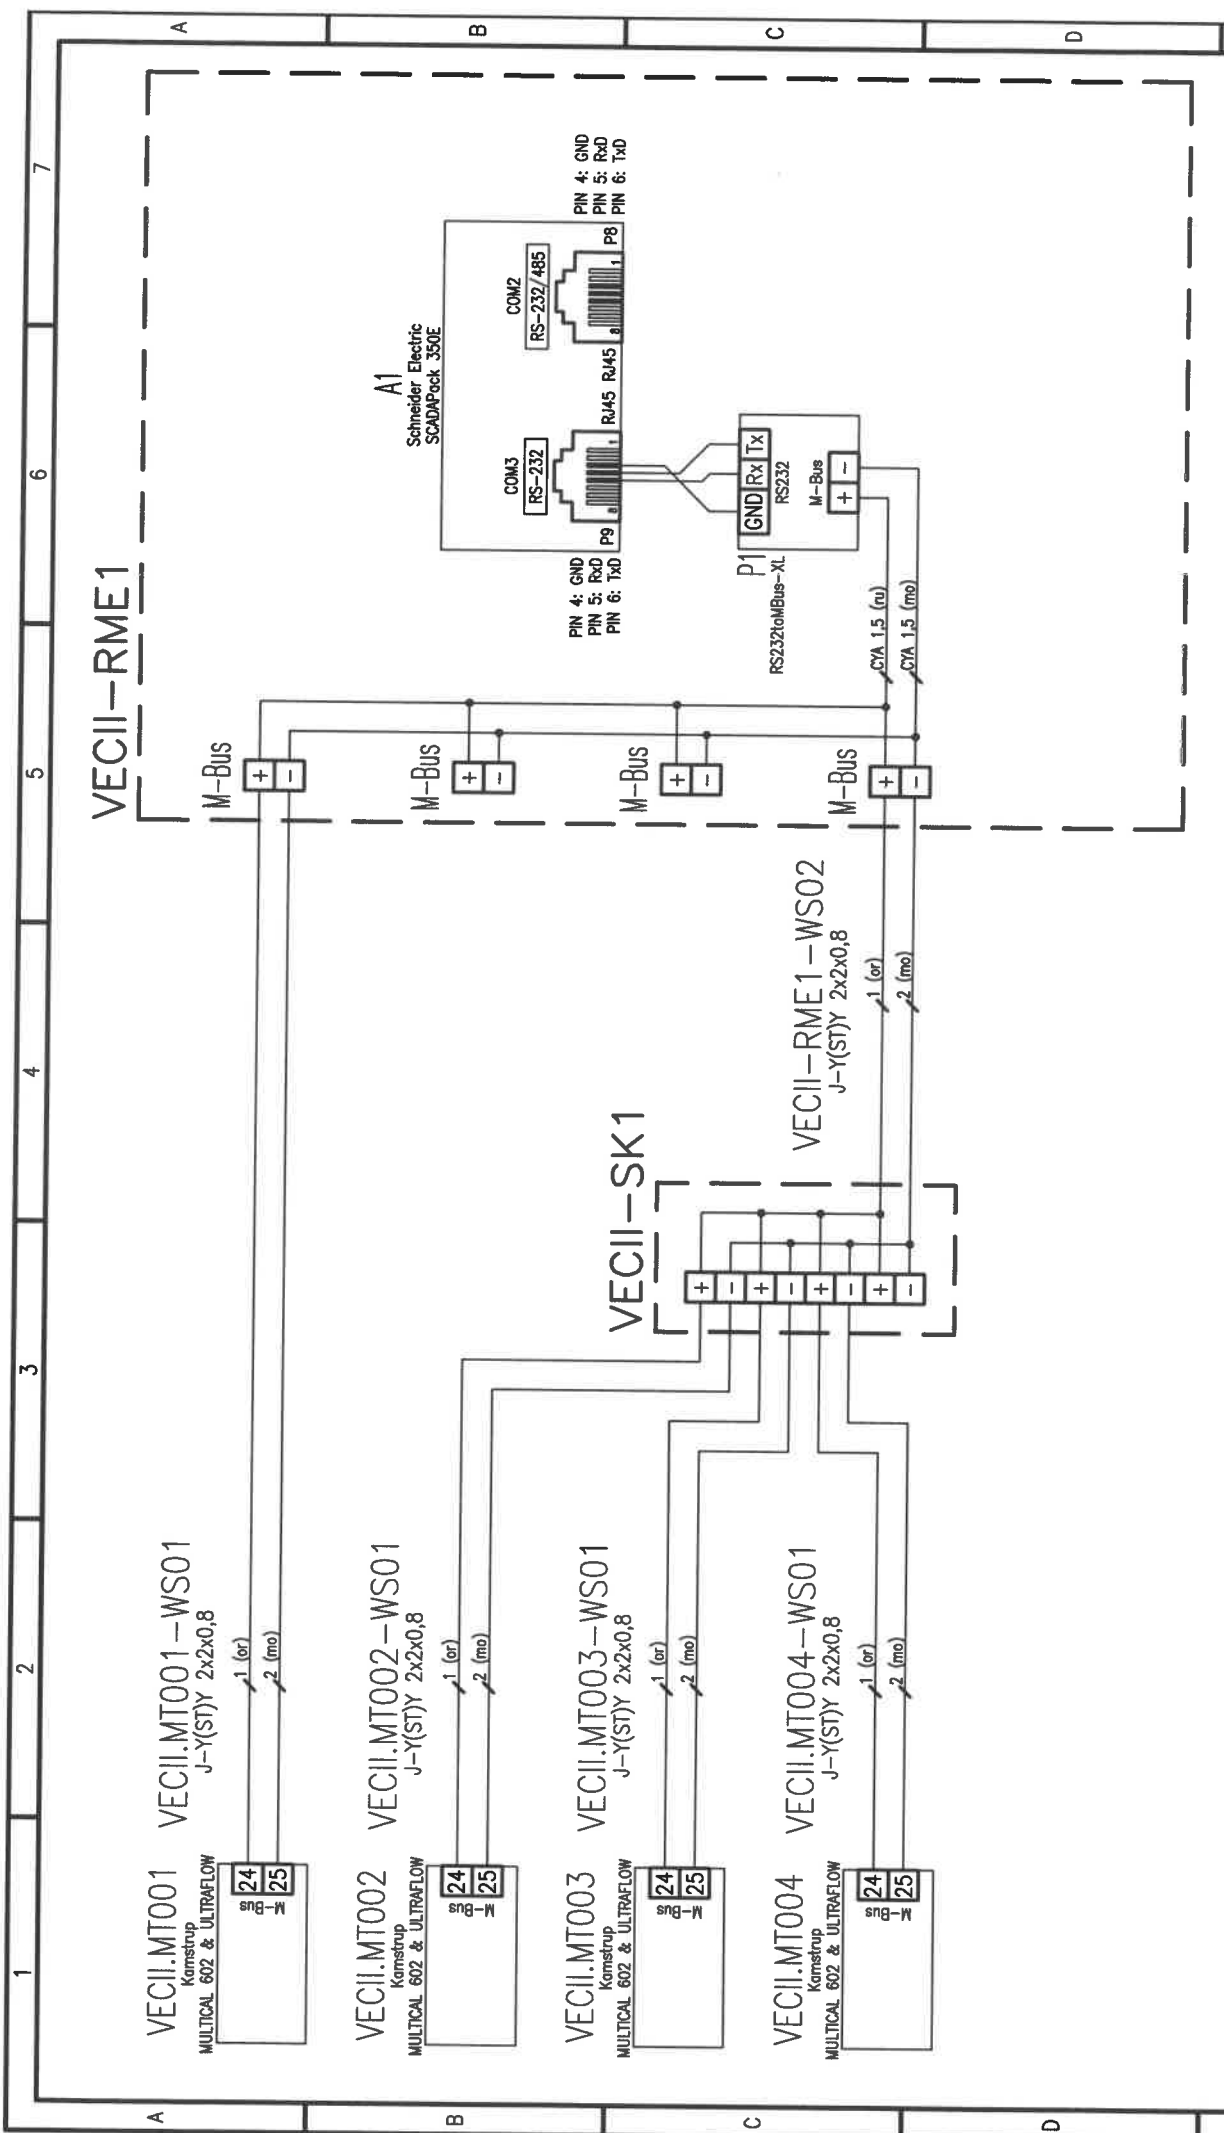 1
2
3
4
5
6
7
A
B
C
D
A
B
C
D
VECII.MT001
Kamstrup
MULTICAL 602 & ULTRAFLOW
24
25
M-Bus
VECII.MT001-WS01
J-Y(ST)Y 2x2x0,8
1 (or)
2 (mo)
VECII.MT002
Kamstrup
MULTICAL 602 & ULTRAFLOW
24
25
M-Bus
VECII.MT002-WS01
J-Y(ST)Y 2x2x0,8
1 (or)
2 (mo)
VECII.MT003
Kamstrup
MULTICAL 602 & ULTRAFLOW
24
25
M-Bus
VECII.MT003-WS01
J-Y(ST)Y 2x2x0,8
1 (or)
2 (mo)
VECII.MT004
Kamstrup
MULTICAL 602 & ULTRAFLOW
24
25
M-Bus
VECII.MT004-WS01
J-Y(ST)Y 2x2x0,8
1 (or)
2 (mo)
VECII-SK1
+
-
+
-
+
-
+
-
VECII-RME1-WS02
J-Y(ST)Y 2x2x0,8
1 (or)
2 (mo)
VECII-RME1
M-Bus
+
-
M-Bus
+
-
M-Bus
+
-
M-Bus
+
-
CYA 1,5 (ru)
CYA 1,5 (mo)
A1
Schneider Electric
SCADAPack 350E
COM3
RS-232
COM2
RS-232/485
P9
8
1
RJ45
RJ45
8
1
P8
PIN 4: GND
PIN 5: RxD
PIN 6: TxD
PIN 4: GND
PIN 5: RxD
PIN 6: TxD
P1
RS232toMBus-XL
GND
Rx
Tx
RS232
M-Bus
+
-